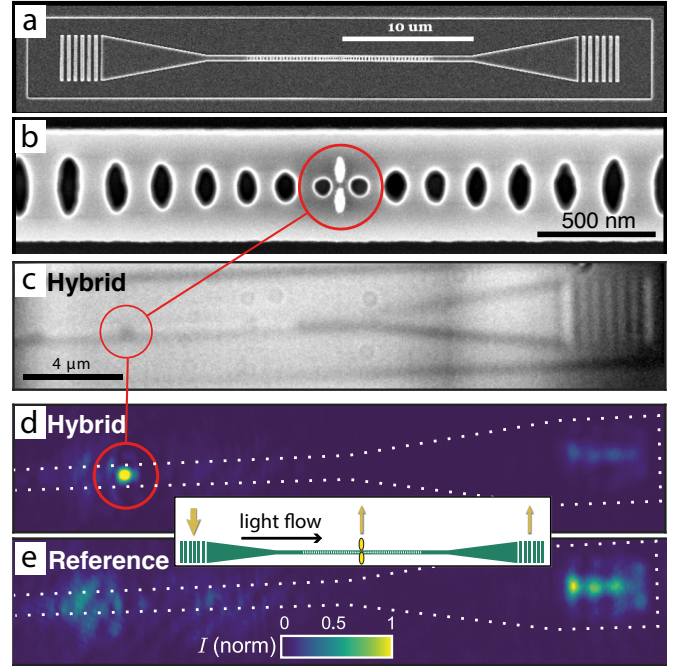 a
10 um
b
500 nm
c Hybrid
4 μm
d Hybrid
light flow
e Reference
0 0.5 1
I (norm)